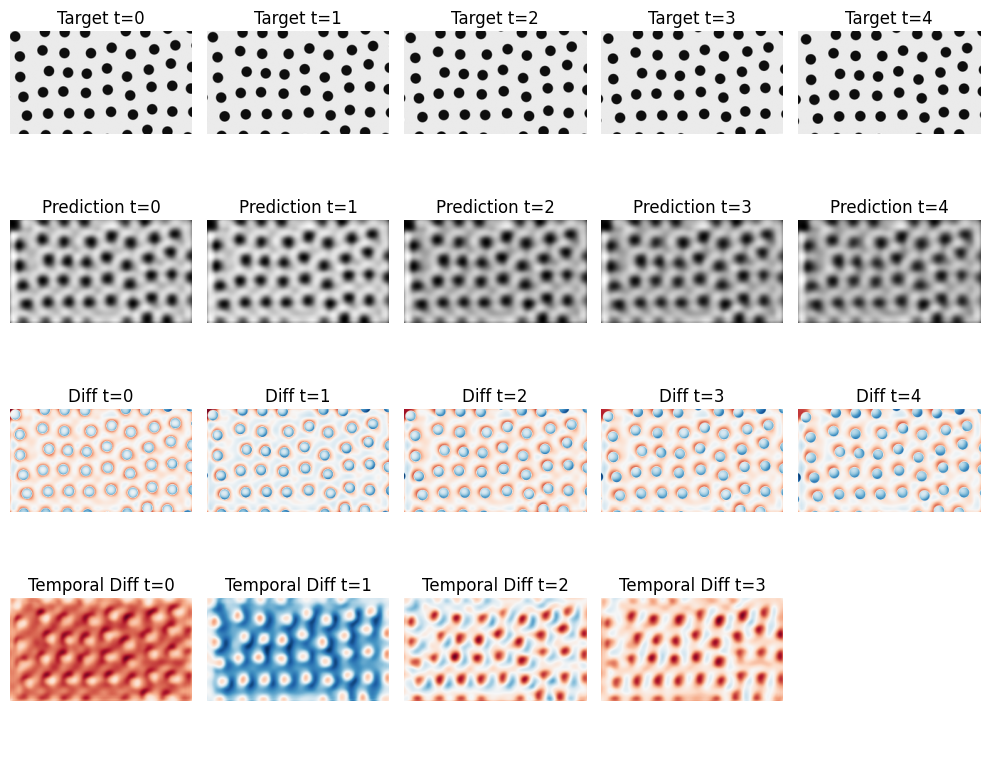 Target t=0 Target t=1 Target t=2 Target t=3 Target t=4
Prediction t=0 Prediction t=1 Prediction t=2 Prediction t=3 Prediction t=4
Diff t=0 Diff t=1 Diff t=2 Diff t=3 Diff t=4
Temporal Diff t=0 Temporal Diff t=1 Temporal Diff t=2 Temporal Diff t=3